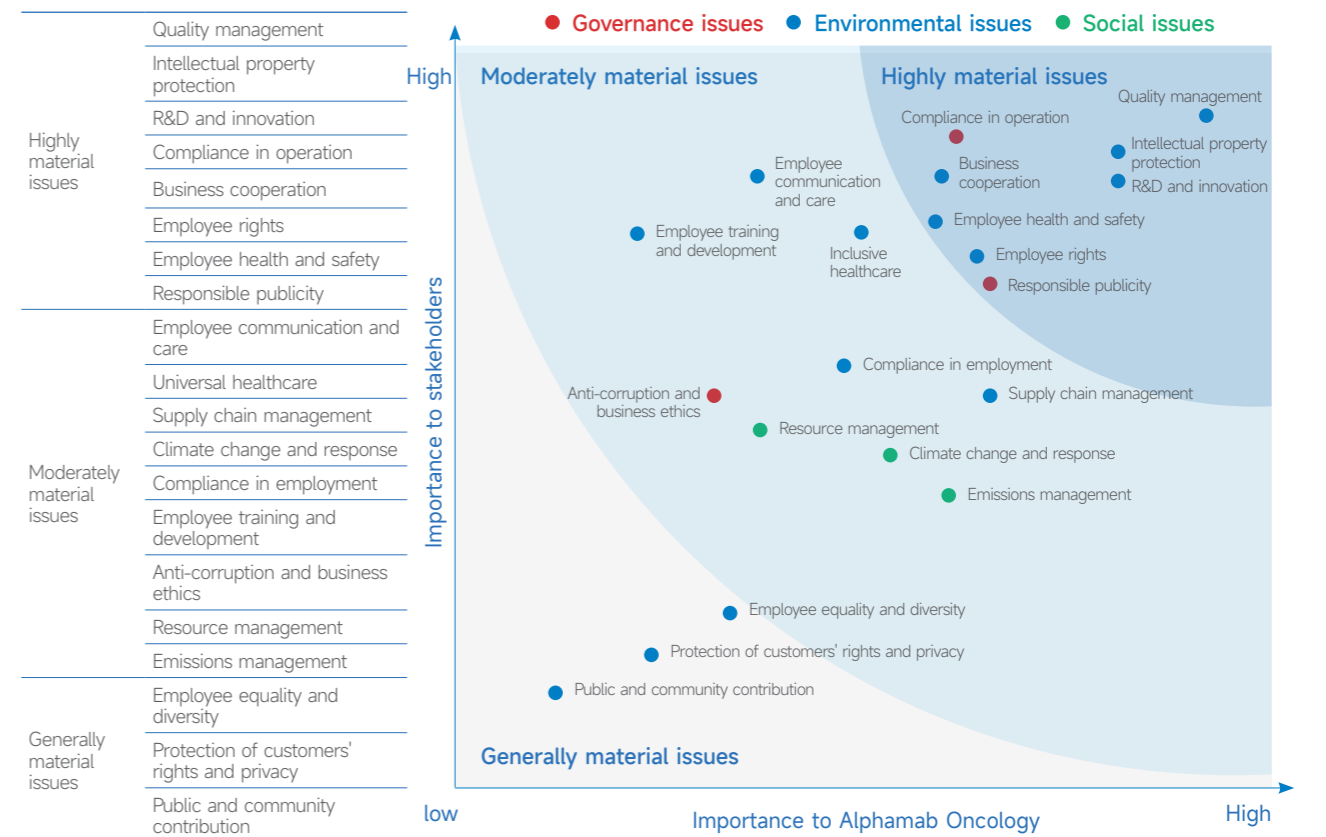 Highly
material
issues
Quality management
Intellectual property
protection
R&D and innovation
Compliance in operation
Business cooperation
Employee rights
Employee health and safety
Responsible publicity
Moderately
material
issues
Employee communication and
care
Universal healthcare
Supply chain management
Climate change and response
Compliance in employment
Employee training and
development
Anti-corruption and business
ethics
Resource management
Emissions management
Generally
material
issues
Employee equality and
diversity
Protection of customers'
rights and privacy
Public and community
contribution
Governance issues
Environmental issues
Social issues
High
Importance to stakeholders
low
Importance to Alphamab Oncology
High
Moderately material issues
Highly material issues
Quality management
Compliance in operation
Intellectual property
protection
Business
cooperation
R&D and innovation
Employee
communication
and care
Employee health and safety
Employee training
and development
Inclusive
healthcare
Employee rights
Responsible publicity
Compliance in employment
Anti-corruption and
business ethics
Supply chain management
Resource management
Climate change and response
Emissions management
Employee equality and diversity
Protection of customers' rights and privacy
Public and community contribution
Generally material issues